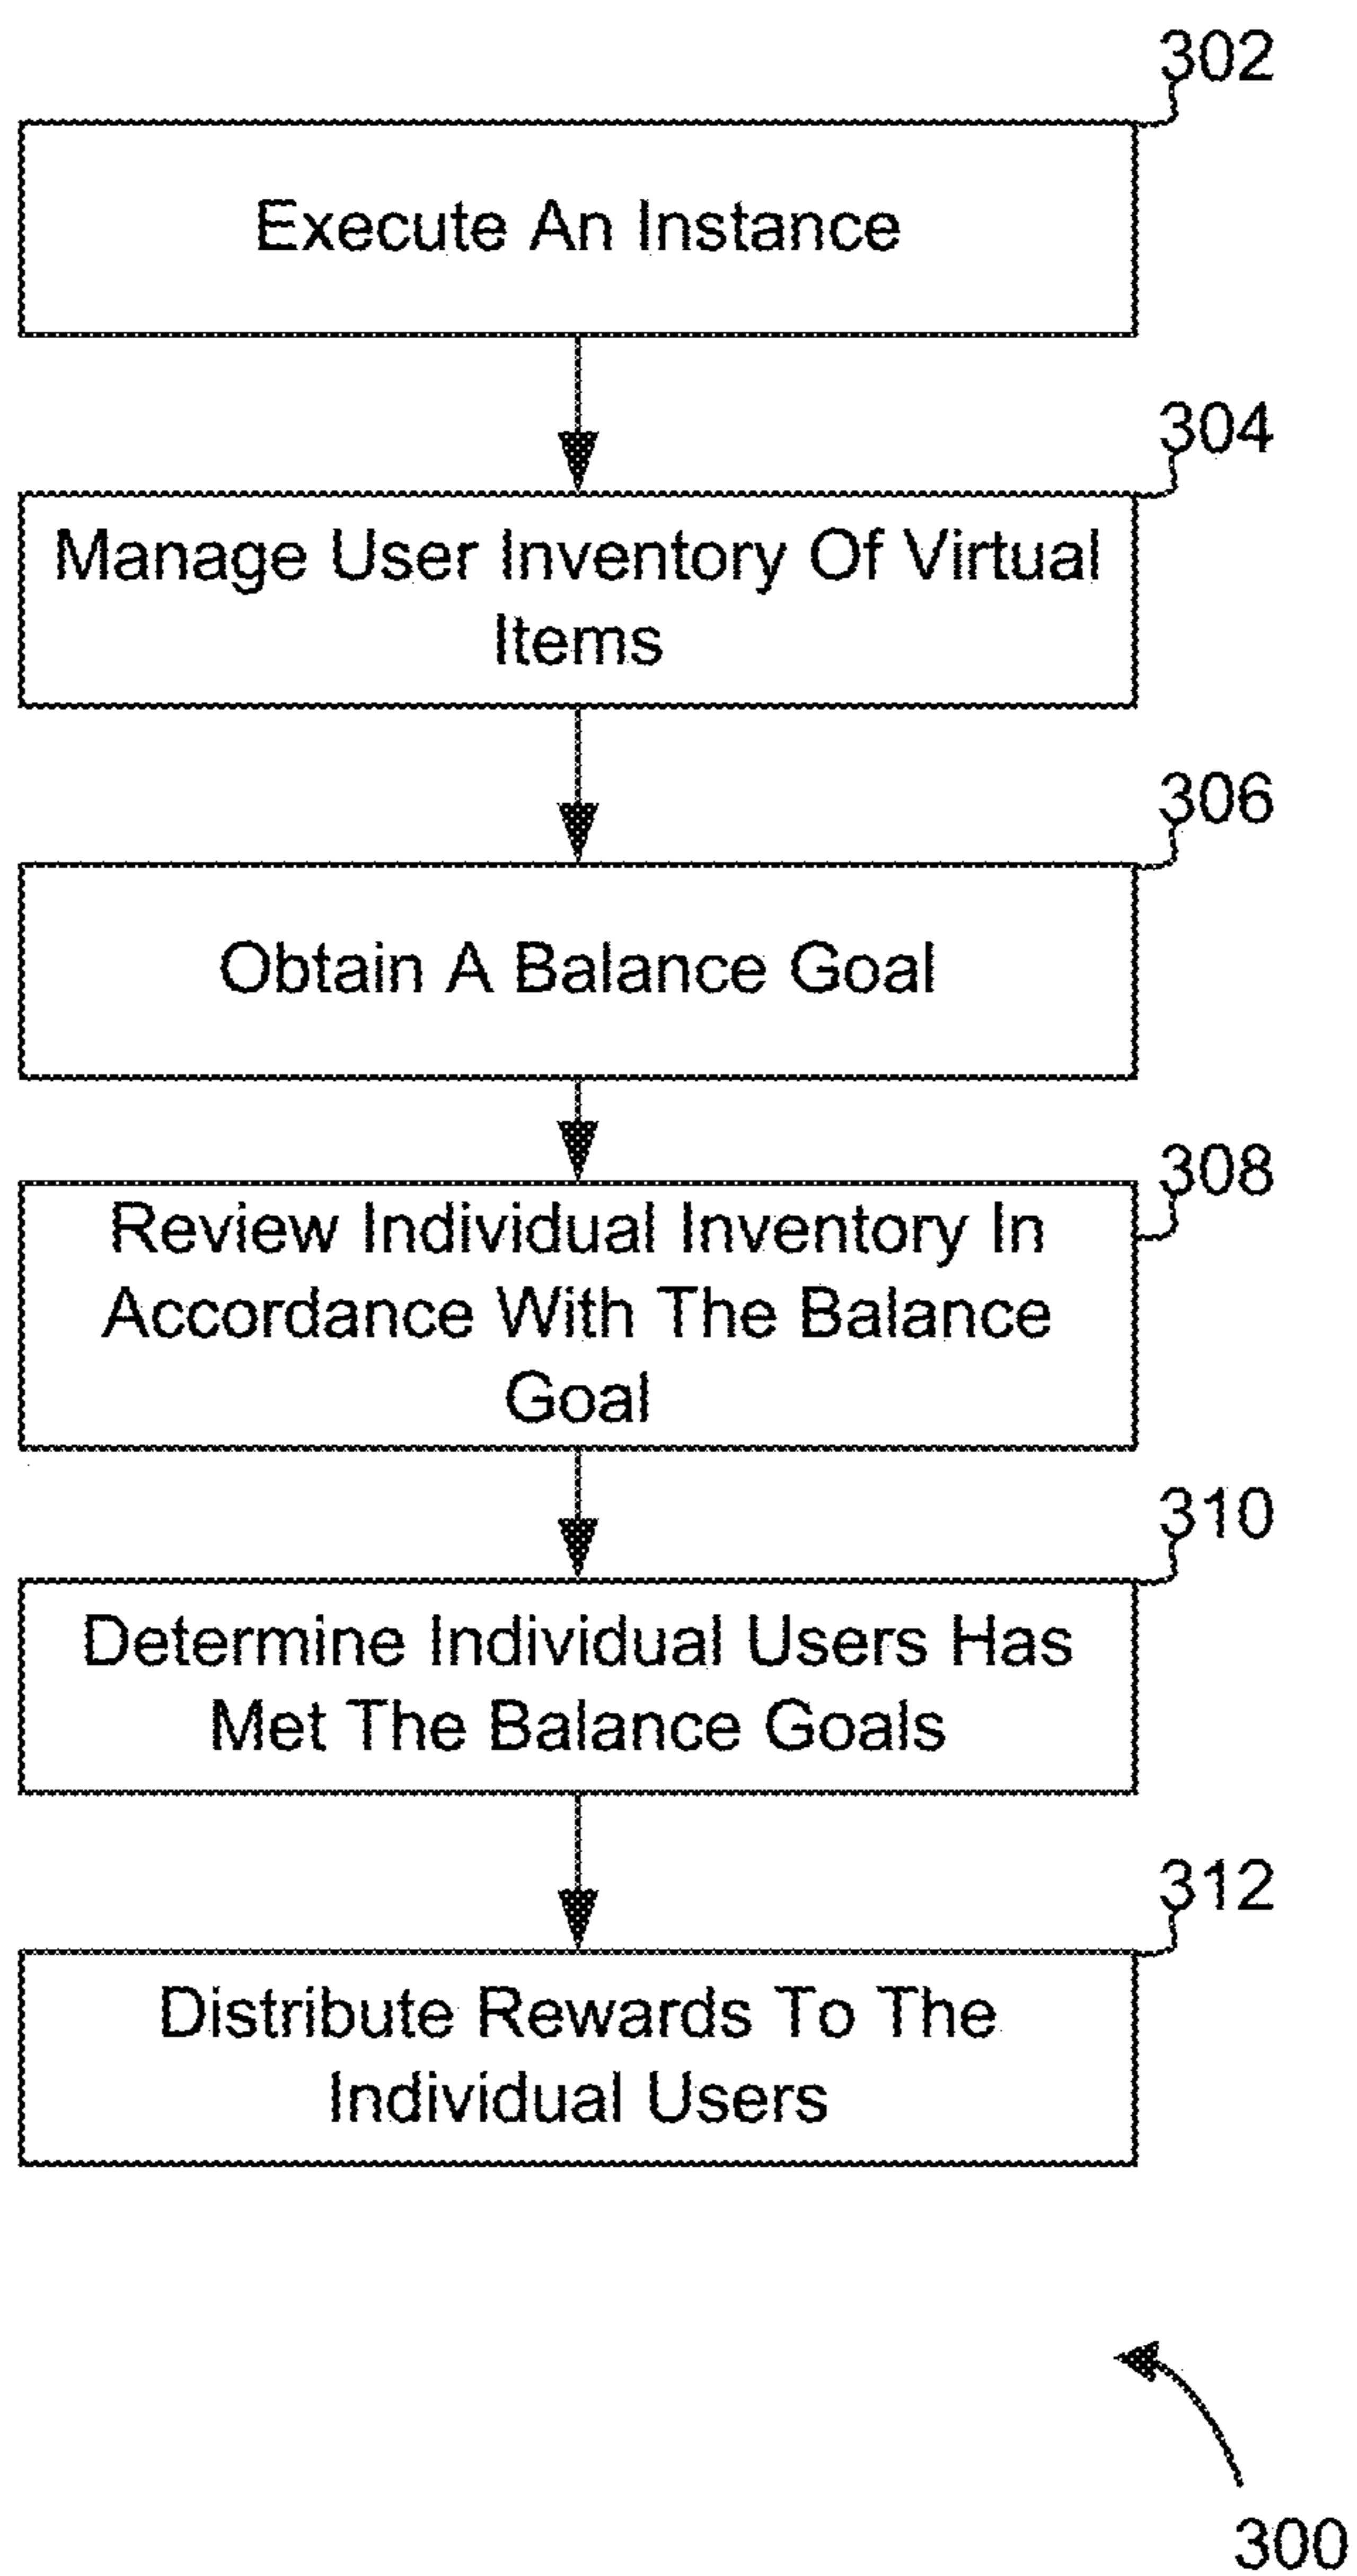 302
Execute An Instance
304
Manage User Inventory Of Virtual
Items
306
Obtain A Balance Goal
308
Review Individual Inventory In
Accordance With The Balance
Goal
310
Determine Individual Users Has
Met The Balance Goals
312
Distribute Rewards To The
Individual Users
300